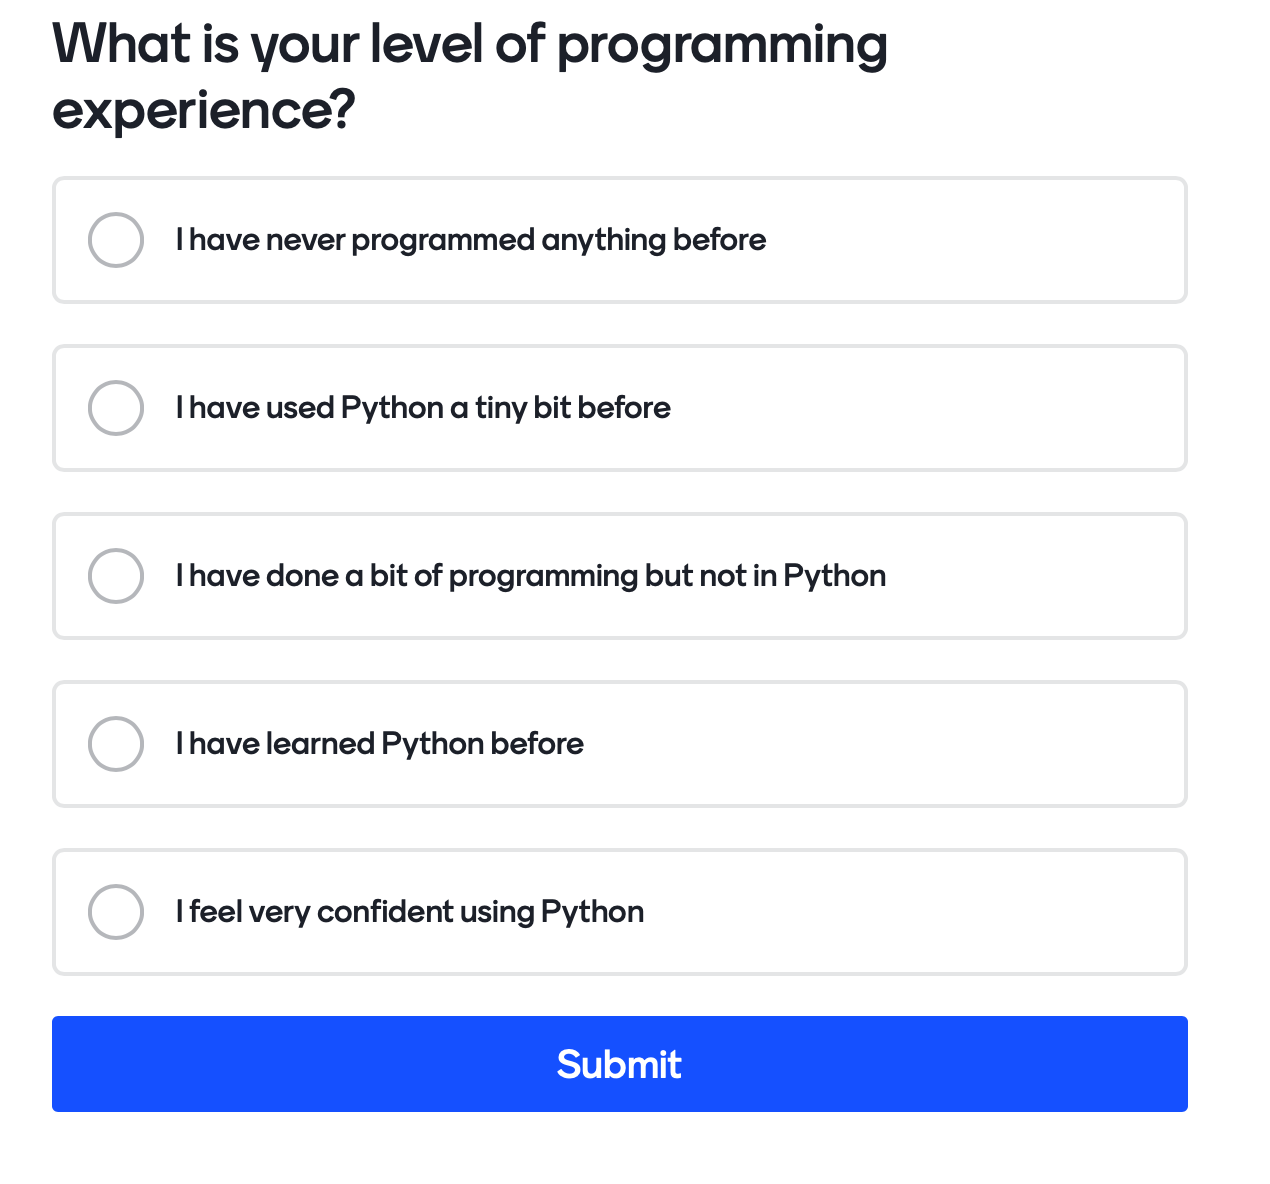 What is your level of programming
experience?
I have never programmed anything before
I have used Python a tiny bit before
I have done a bit of programming but not in Python
I have learned Python before
I feel very confident using Python
Submit